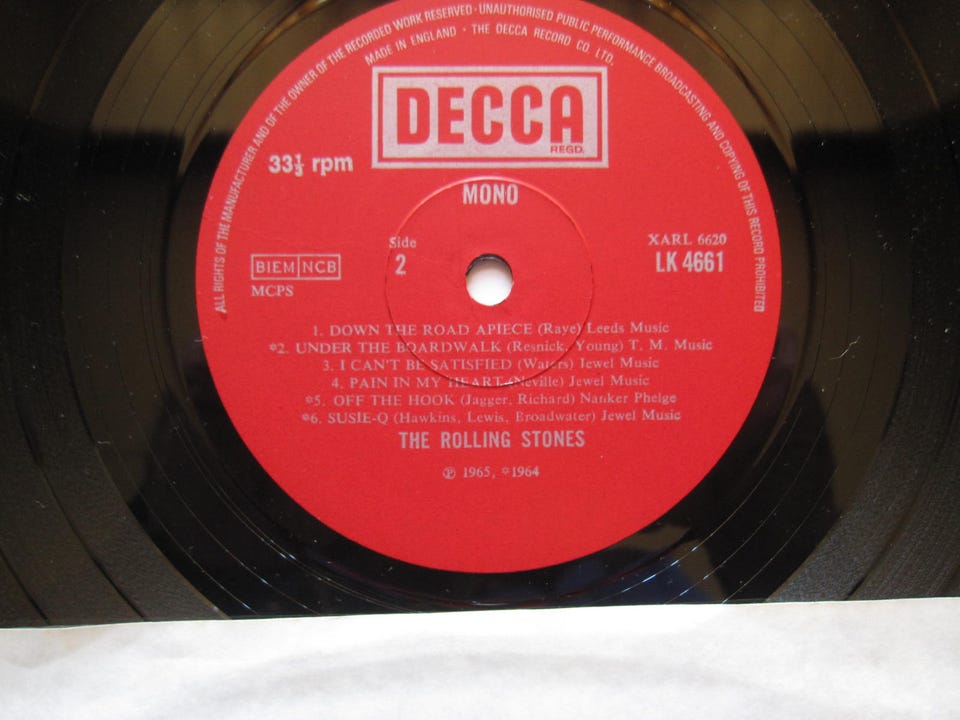 ALL RIGHTS OF THE MANUFACTURER AND OF THE OWNER OF THE RECORDED WORK RESERVED · UNAUTHORISED PUBLIC PERFORMANCE BROADCASTING AND COPYING OF THIS RECORD PROHIBITED
MADE IN ENGLAND · THE DECCA RECORD CO. LTD.
DECCA
REGD.
33⅓ rpm
MONO
Side
2
XARL 6620
LK 4661
BIEM NCB
MCPS
1. DOWN THE ROAD APIECE (Raye) Leeds Music
*2. UNDER THE BOARDWALK (Resnick, Young) T. M. Music
3. I CAN'T BE SATISFIED (Waters) Jewel Music
4. PAIN IN MY HEART (Neville) Jewel Music
*5. OFF THE HOOK (Jagger, Richard) Nanker Phelge
*6. SUSIE-Q (Hawkins, Lewis, Broadwater) Jewel Music
THE ROLLING STONES
℗ 1965, *1964